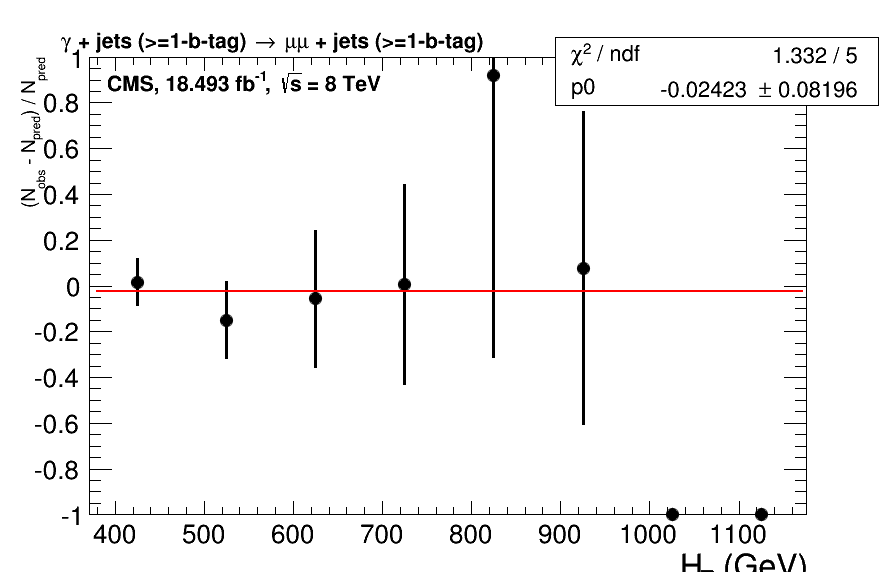 γ + jets (>=1-b-tag) → μμ + jets (>=1-b-tag)
χ² / ndf 1.332 / 5
p0 -0.02423 ± 0.08196
CMS, 18.493 fb⁻¹, √s = 8 TeV
(N_obs - N_pred) / N_pred
1
0.8
0.6
0.4
0.2
0
-0.2
-0.4
-0.6
-0.8
-1
400 500 600 700 800 900 1000 1100
(GeV)